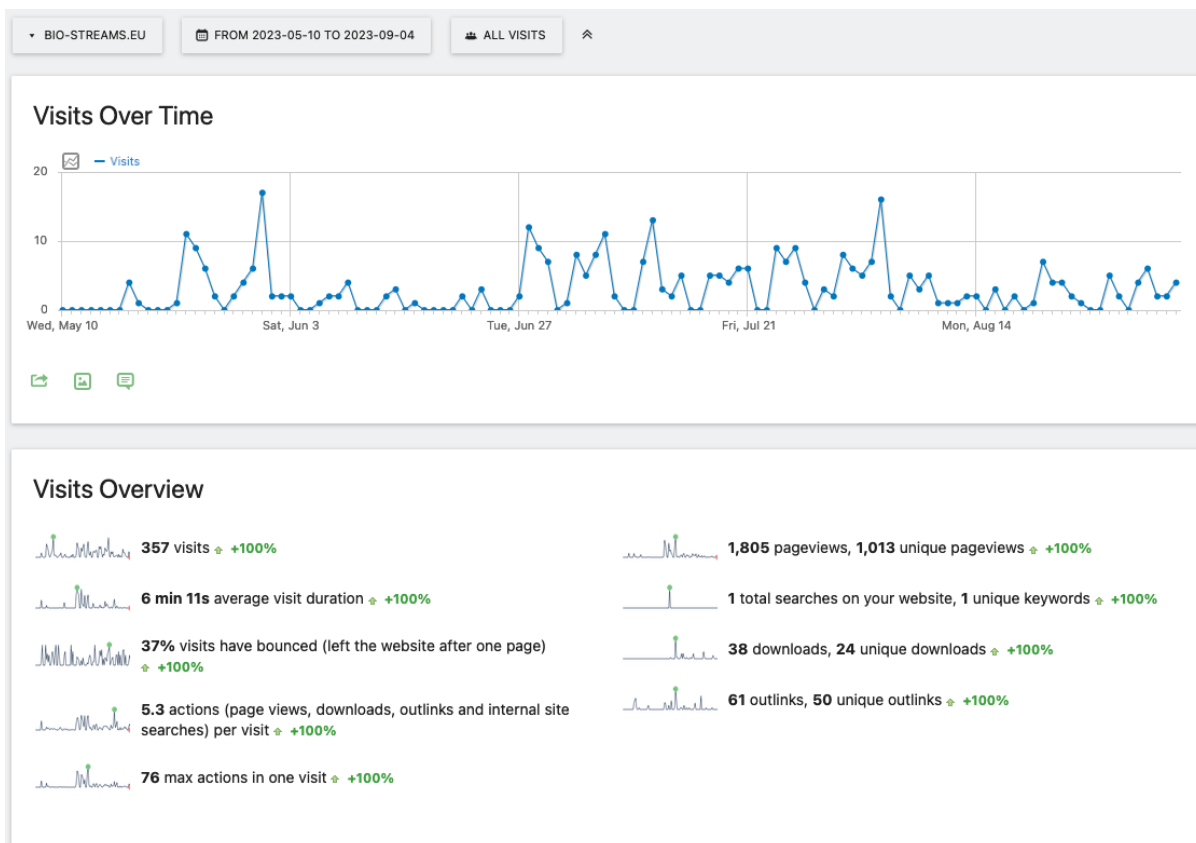 BIO-STREAMS.EU
FROM 2023-05-10 TO 2023-09-04
ALL VISITS
Visits Over Time
Visits
20
10
0
Wed, May 10
Sat, Jun 3
Tue, Jun 27
Fri, Jul 21
Mon, Aug 14
Visits Overview
357 visits +100%
6 min 11s average visit duration +100%
37% visits have bounced (left the website after one page)
+100%
5.3 actions (page views, downloads, outlinks and internal site
searches) per visit +100%
76 max actions in one visit +100%
1,805 pageviews, 1,013 unique pageviews +100%
1 total searches on your website, 1 unique keywords +100%
38 downloads, 24 unique downloads +100%
61 outlinks, 50 unique outlinks +100%